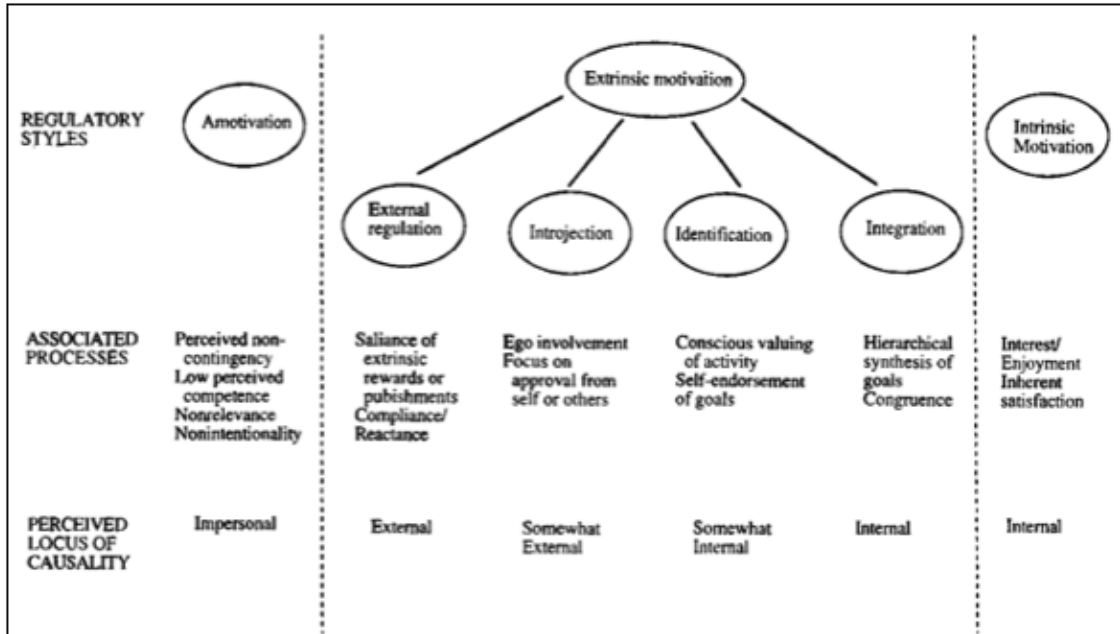 Extrinsic motivation
REGULATORY
STYLES
Amotivation
Intrinsic
Motivation
External
regulation
Introjection
Identification
Integration
ASSOCIATED
PROCESSES
Perceived non-
contingency
Low perceived
competence
Nonrelevance
Nonintentionality
Saliance of
extrinsic
rewards or
pubishments
Compliance/
Reactance
Ego involvement
Focus on
approval from
self or others
Conscious valuing
of activity
Self-endorsement
of goals
Hierarchical
synthesis of
goals
Congruence
Interest/
Enjoyment
Inherent
satisfaction
PERCEIVED
LOCUS OF
CAUSALITY
Impersonal
External
Somewhat
External
Somewhat
Internal
Internal
Internal